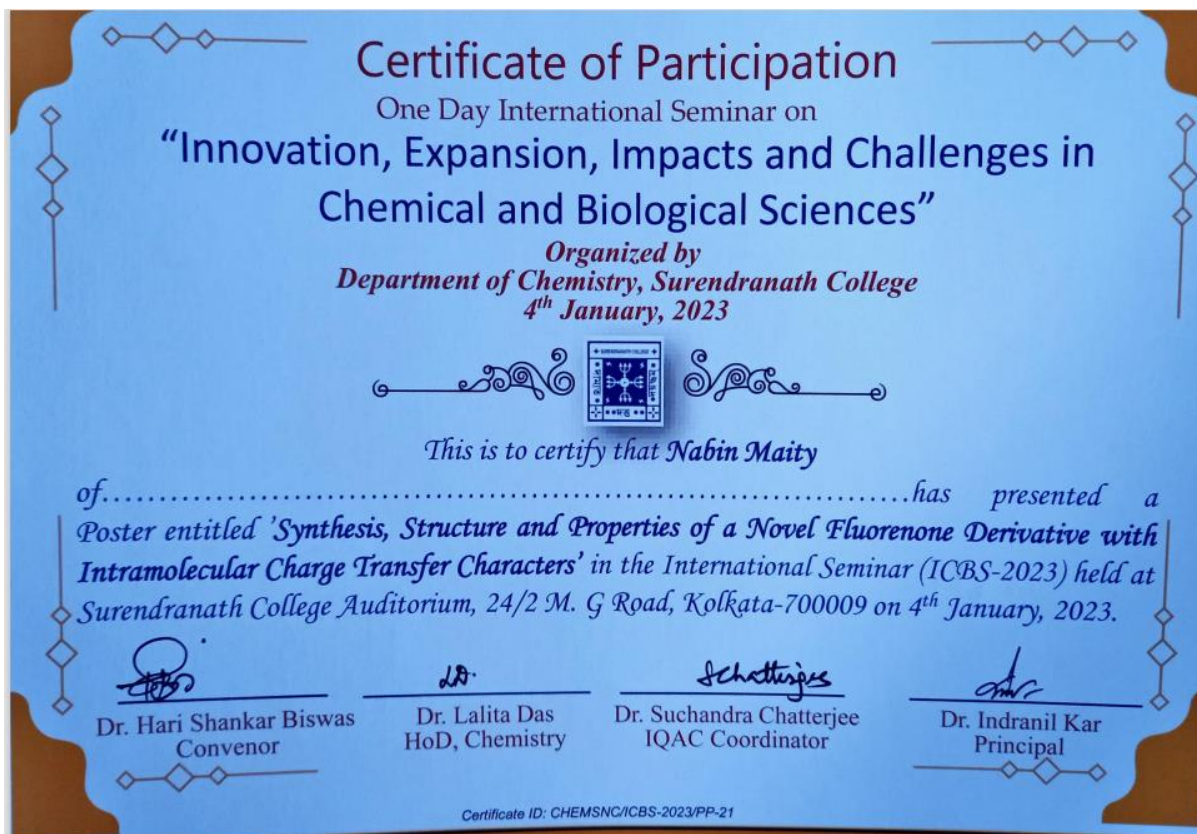 Certificate of Participation
One Day International Seminar on
“Innovation, Expansion, Impacts and Challenges in
Chemical and Biological Sciences”
Organized by
Department of Chemistry, Surendranath College
4th January, 2023
SURENDRANATH COLLEGE
This is to certify that Nabin Maity
of......................................................................................has presented a
Poster entitled 'Synthesis, Structure and Properties of a Novel Fluorenone Derivative with
Intramolecular Charge Transfer Characters' in the International Seminar (ICBS-2023) held at
Surendranath College Auditorium, 24/2 M. G Road, Kolkata-700009 on 4th January, 2023.
LD. SChatterjee
Dr. Hari Shankar Biswas Dr. Lalita Das Dr. Suchandra Chatterjee Dr. Indranil Kar
Convenor HoD, Chemistry IQAC Coordinator Principal
Certificate ID: CHEMSNC/ICBS-2023/PP-21